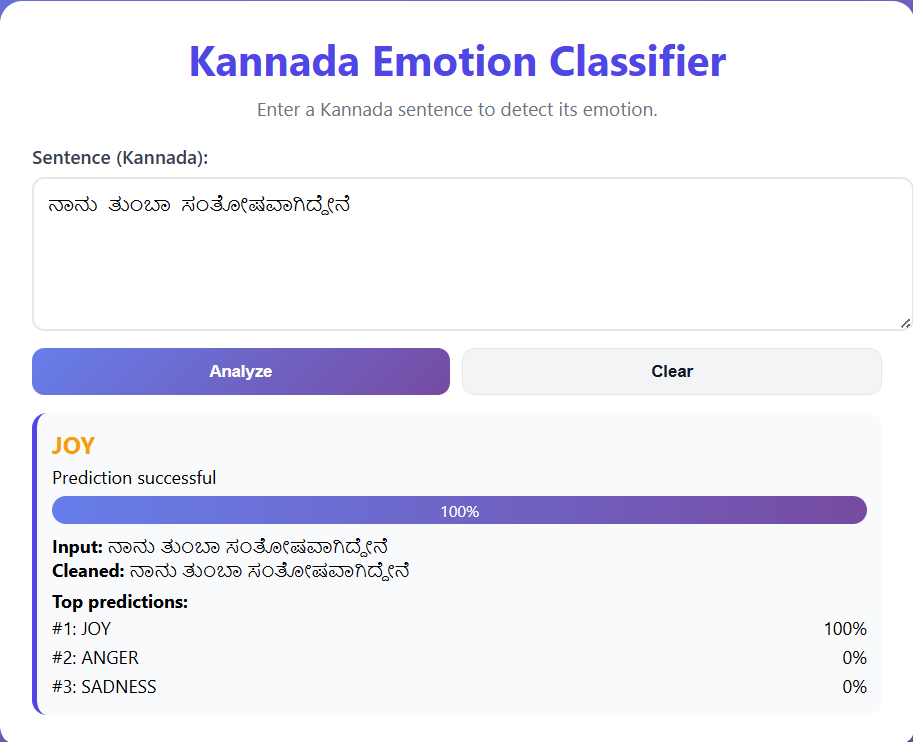 Kannada Emotion Classifier
Enter a Kannada sentence to detect its emotion.
Sentence (Kannada):
ನಾನು ತುಂಬಾ ಸಂತೋಷವಾಗಿದ್ದೇನೆ
Analyze
Clear
JOY
Prediction successful
100%
Input: ನಾನು ತುಂಬಾ ಸಂತೋಷವಾಗಿದ್ದೇನೆ
Cleaned: ನಾನು ತುಂಬಾ ಸಂತೋಷವಾಗಿದ್ದೇನೆ
Top predictions:
#1: JOY 100%
#2: ANGER 0%
#3: SADNESS 0%